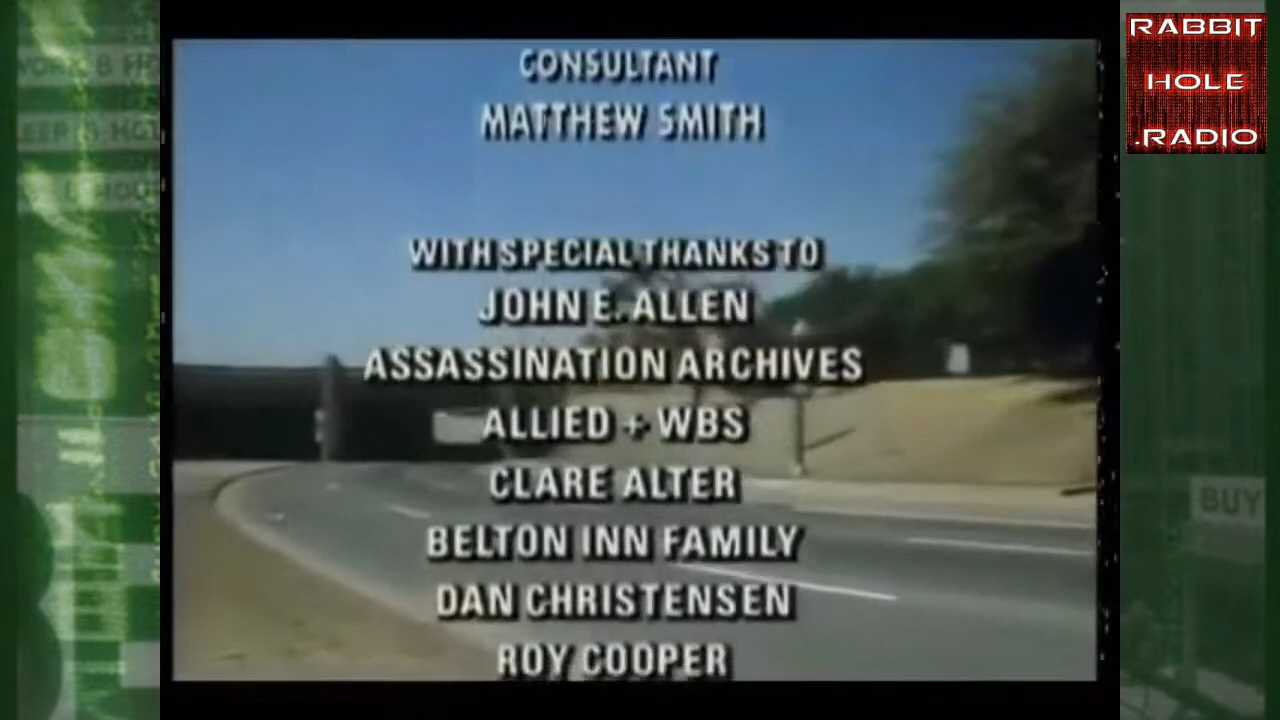 CONSULTANT
MATTHEW SMITH
WITH SPECIAL THANKS TO
JOHN E. ALLEN
ASSASSINATION ARCHIVES
ALLIED + WBS
CLARE ALTER
BELTON INN FAMILY
DAN CHRISTENSEN
ROY COOPER
RABBIT
HOLE
.RADIO
BUY